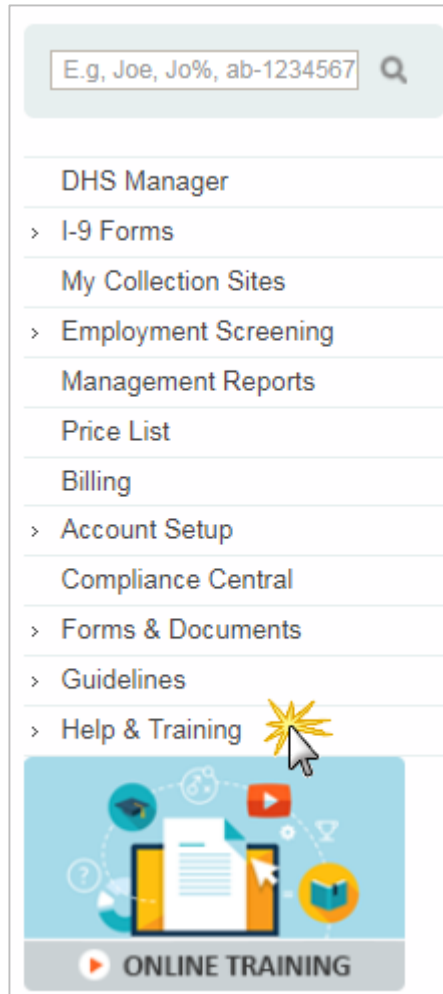 E.g, Joe, Jo%, ab-1234567
DHS Manager
> I-9 Forms
My Collection Sites
> Employment Screening
Management Reports
Price List
Billing
> Account Setup
Compliance Central
> Forms & Documents
> Guidelines
> Help & Training
?
ONLINE TRAINING